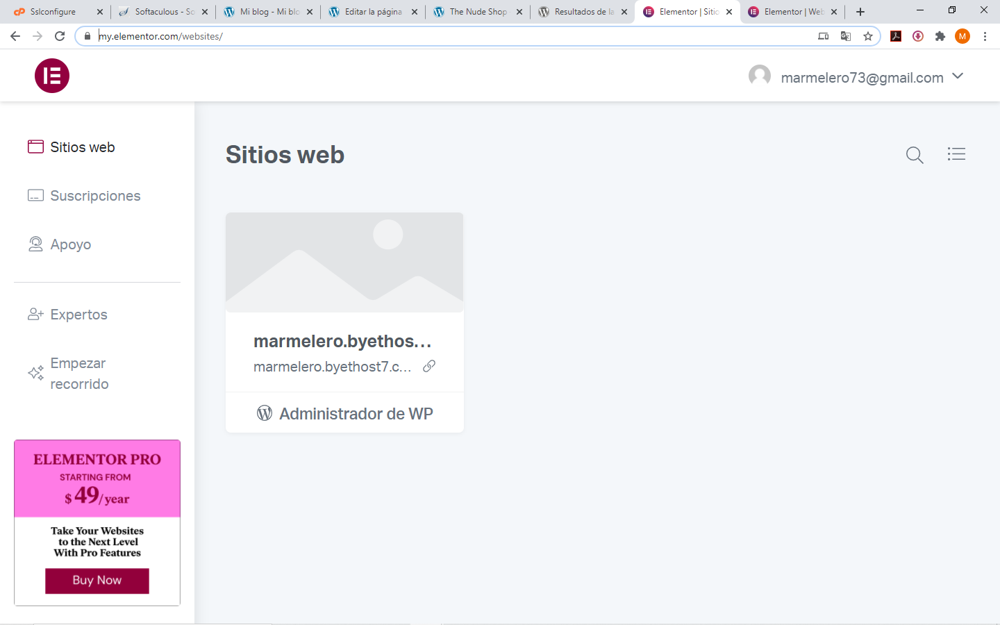 Sslconfigure
Softaculous - So
Mi blog - Mi blo
Editar la página
The Nude Shop
Resultados de la
Elementor | Sitio
Elementor | Web
my.elementor.com/websites/
M
marmelero73@gmail.com
Sitios web
Suscripciones
Apoyo
Expertos
Empezar
recorrido
ELEMENTOR PRO
STARTING FROM
$ 49/year
Take Your Websites
to the Next Level
With Pro Features
Buy Now
Sitios web
marmelero.byethos...
marmelero.byethost7.c...
Administrador de WP